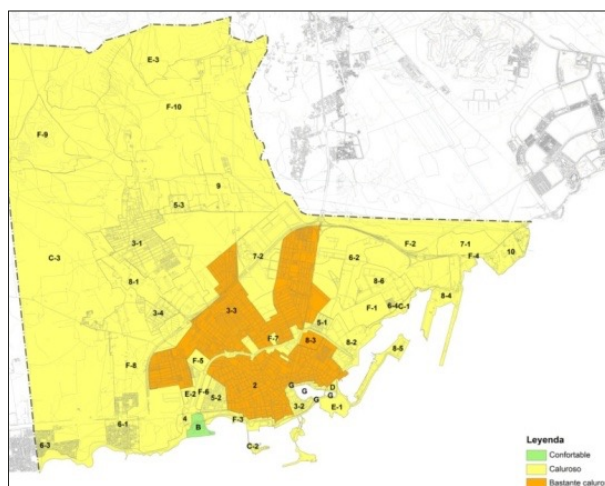 E-3
F-10
F-9
9
5-3
3-1
C-3
7-2
6-2
F-2
7-1
F-4
10
8-1
8-6
8-4
F-1
6-4
C-1
3-4
3-3
5-1
F-7
8-3
8-2
8-5
F-8
F-5
2
E-2
F-6
5-2
G
G
G
G
D
3-2
E-1
4
B
F-3
6-1
6-3
C-2
Leyenda
Confortable
Caluroso
Bastante caluro